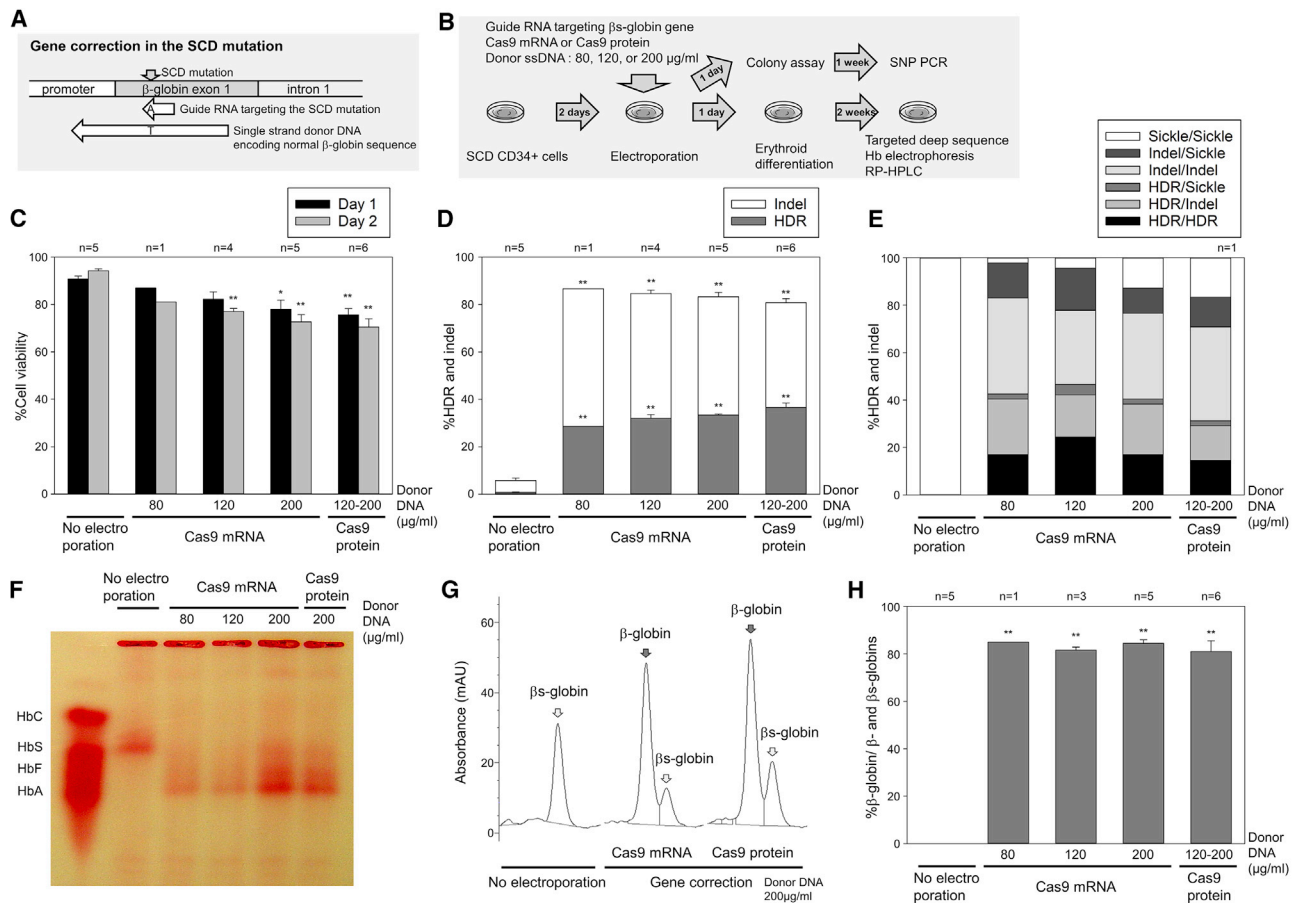 A
Gene correction in the SCD mutation
SCD mutation
promoter
β-globin exon 1
intron 1
A
Guide RNA targeting the SCD mutation
T
Single strand donor DNA
encoding normal β-globin sequence
B
Guide RNA targeting βs-globin gene
Cas9 mRNA or Cas9 protein
Donor ssDNA : 80, 120, or 200 µg/ml
1 day
Colony assay
1 week
SNP PCR
2 days
1 day
2 weeks
SCD CD34+ cells
Electroporation
Erythroid
differentiation
Targeted deep sequence
Hb electrophoresis
RP-HPLC
C
Day 1
Day 2
n=5 n=1 n=4 n=5 n=6
%Cell viability
100
80
60
40
20
0
** * ** ** **
80 120 200 120-200
Donor
DNA
(µg/ml)
No electro
poration
Cas9 mRNA
Cas9
protein
D
Indel
HDR
n=5 n=1 n=4 n=5 n=6
%HDR and indel
100
80
60
40
20
0
** ** ** **
** ** ** **
80 120 200 120-200
Donor
DNA
(µg/ml)
No electro
poration
Cas9 mRNA
Cas9
protein
E
Sickle/Sickle
Indel/Sickle
Indel/Indel
HDR/Sickle
HDR/Indel
HDR/HDR
n=1
%HDR and indel
100
80
60
40
20
0
80 120 200 120-200
Donor
DNA
(µg/ml)
No electro
poration
Cas9 mRNA
Cas9
protein
F
No electro
poration
Cas9 mRNA
Cas9
protein
80 120 200 200
Donor
DNA
(µg/ml)
HbC
HbS
HbF
HbA
G
Absorbance (mAU)
60
40
20
0
βs-globin
β-globin
βs-globin
β-globin
βs-globin
Cas9 mRNA
Cas9 protein
No electroporation
Gene correction
Donor DNA
200µg/ml
H
n=5 n=1 n=3 n=5 n=6
%β-globin/ β- and βs-globins
100
80
60
40
20
0
** ** ** **
80 120 200 120-200
Donor
DNA
(µg/ml)
No electro
poration
Cas9 mRNA
Cas9
protein